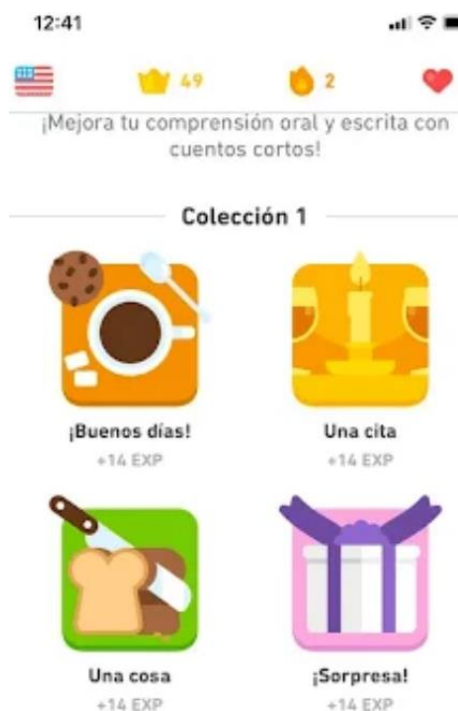 12:41
49 2
¡Mejora tu comprensión oral y escrita con
cuentos cortos!
Colección 1
¡Buenos días! Una cita
+14 EXP +14 EXP
Una cosa ¡Sorpresa!
+14 EXP +14 EXP